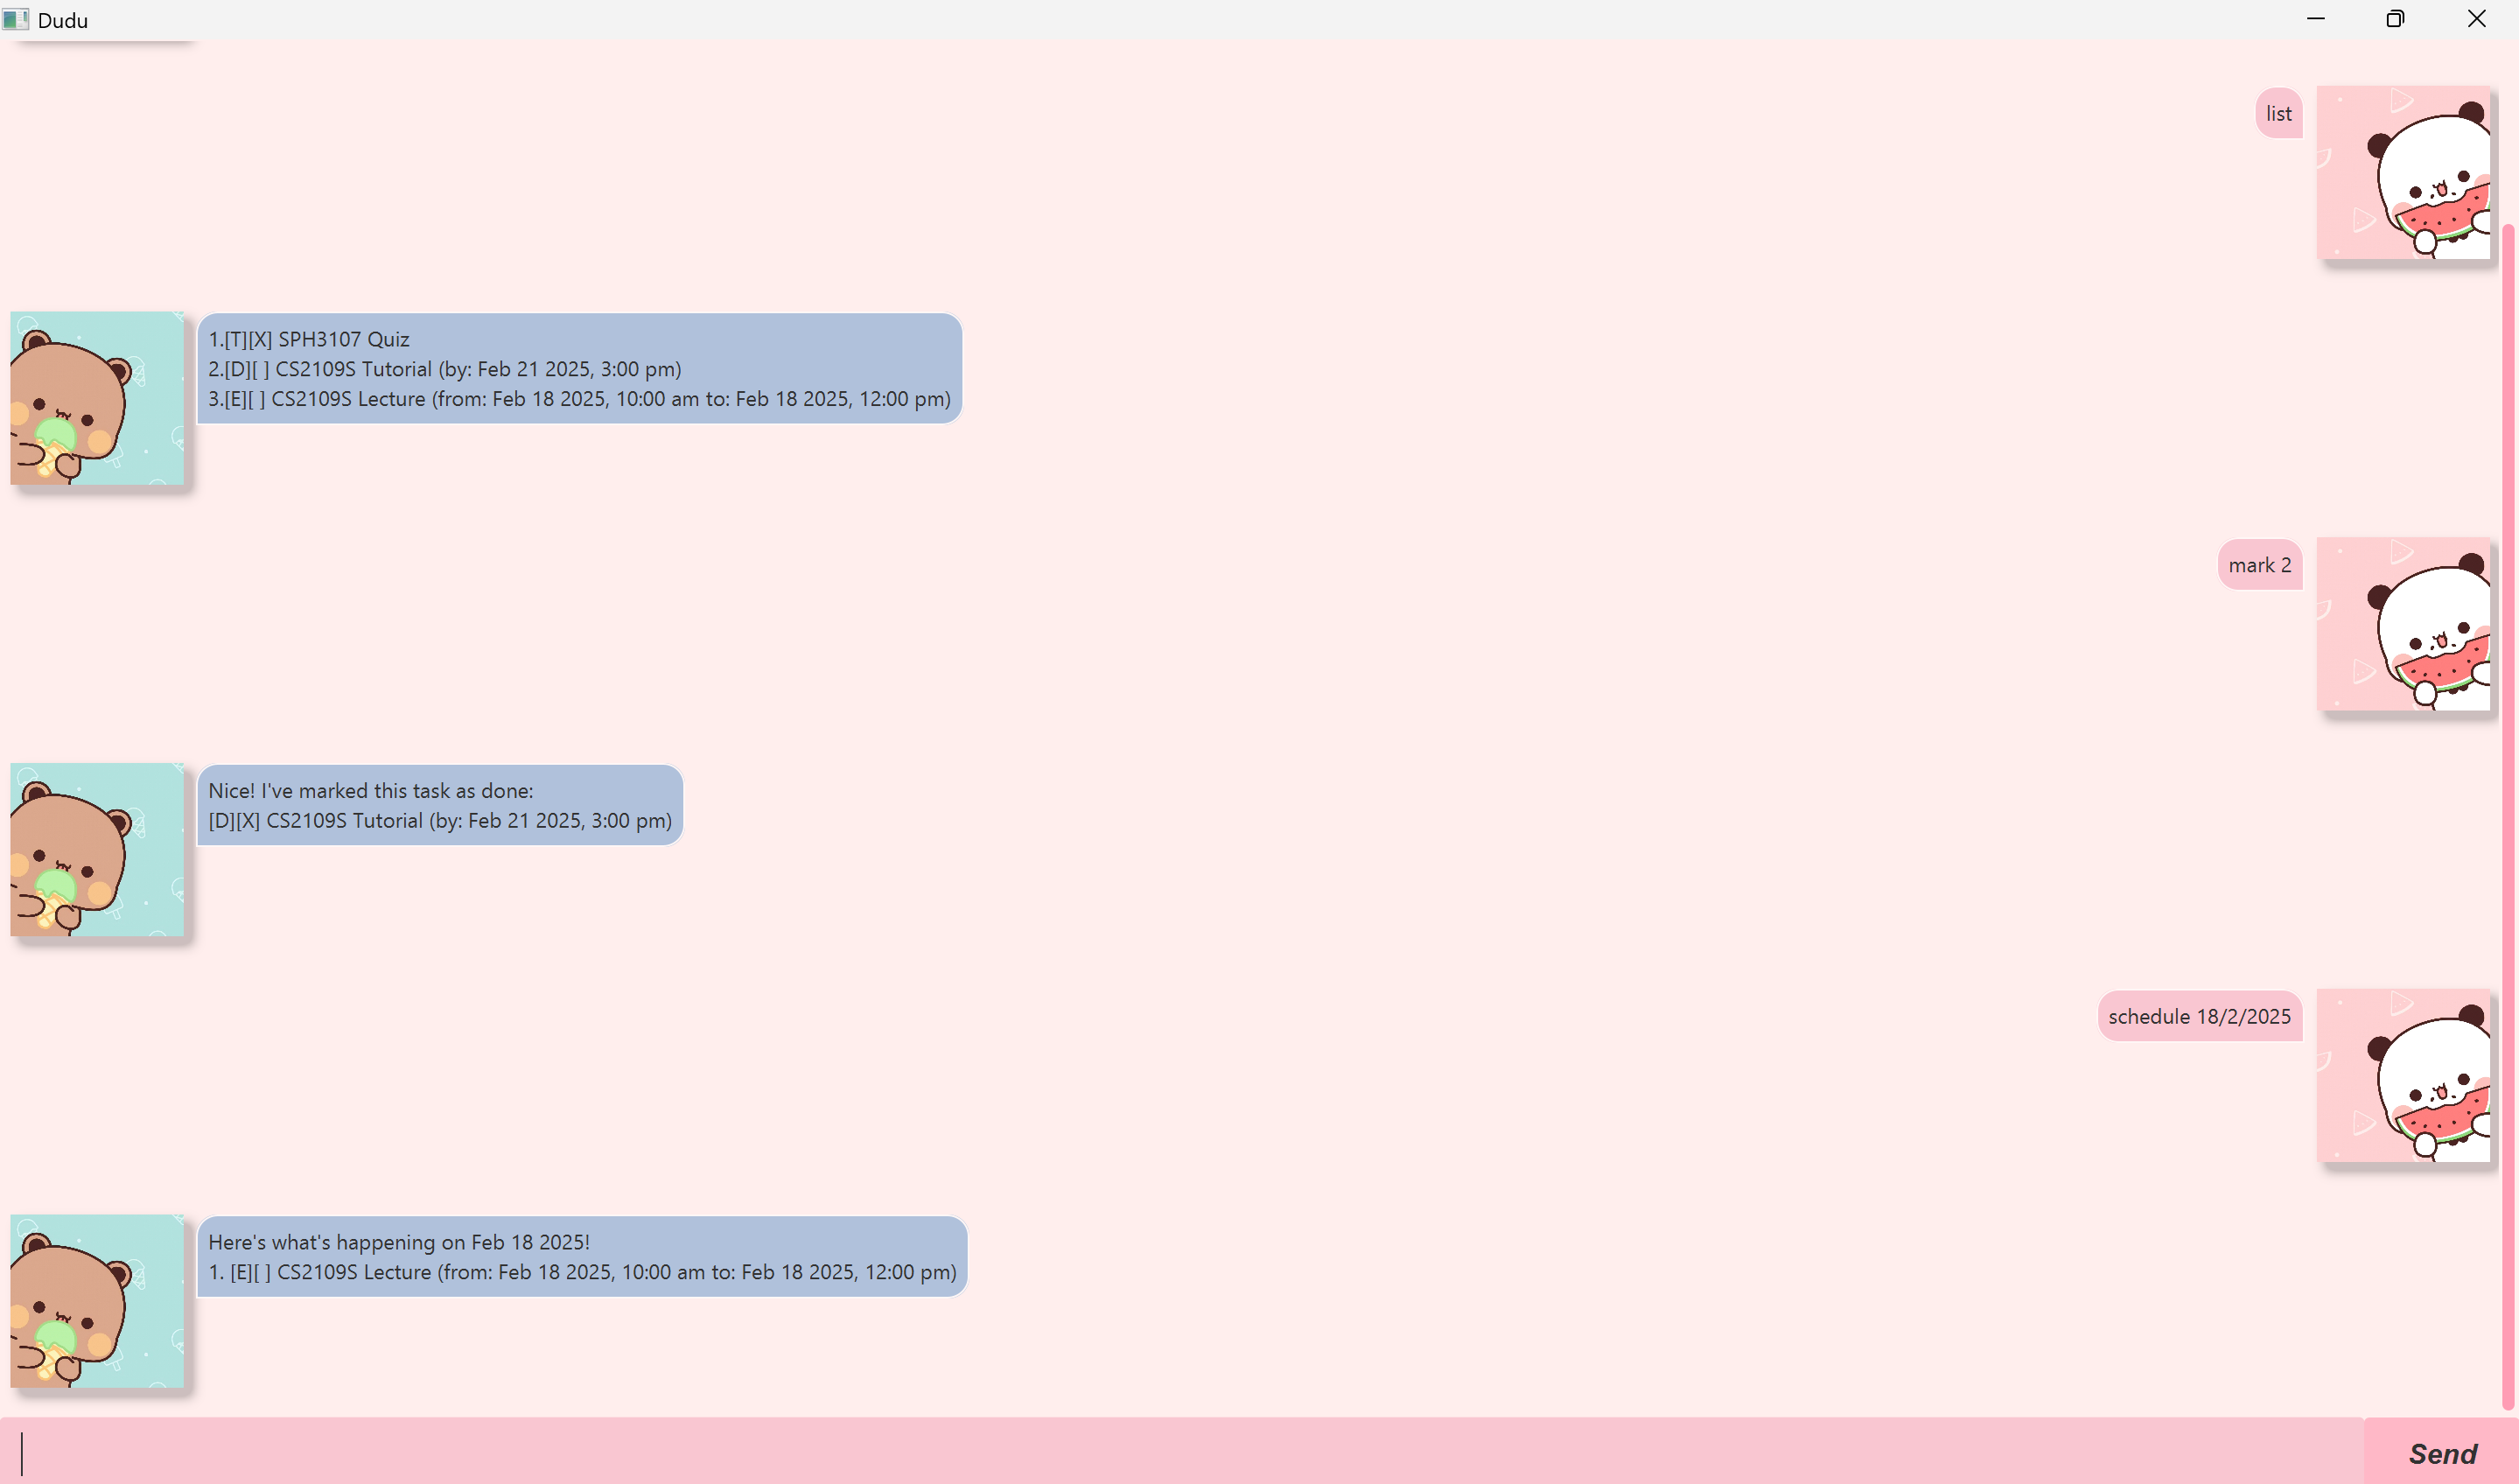 Dudu
list
1.[T][X] SPH3107 Quiz
2.[D][ ] CS2109S Tutorial (by: Feb 21 2025, 3:00 pm)
3.[E][ ] CS2109S Lecture (from: Feb 18 2025, 10:00 am to: Feb 18 2025, 12:00 pm)
mark 2
Nice! I've marked this task as done:
[D][X] CS2109S Tutorial (by: Feb 21 2025, 3:00 pm)
schedule 18/2/2025
Here's what's happening on Feb 18 2025!
1. [E][ ] CS2109S Lecture (from: Feb 18 2025, 10:00 am to: Feb 18 2025, 12:00 pm)
Send